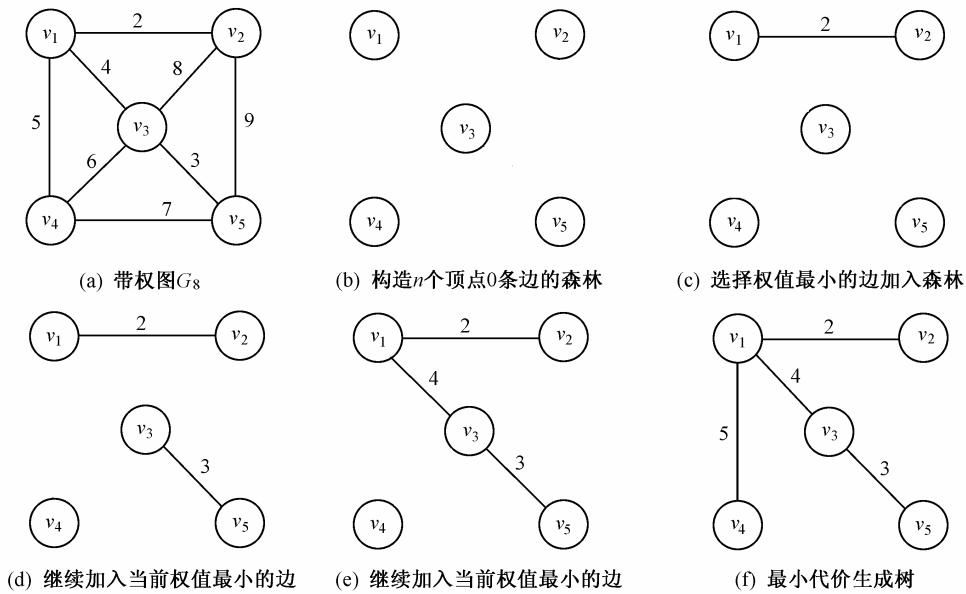 v1 2 v2
4 8
5 v3 9
6 3
v4 7 v5
(a) 带权图G8
v1 v2
v3
v4 v5
(b) 构造n个顶点0条边的森林
v1 2 v2
v3
v4 v5
(c) 选择权值最小的边加入森林
v1 2 v2
v3
3
v4 v5
(d) 继续加入当前权值最小的边
v1 2 v2
4
v3
3
v4 v5
(e) 继续加入当前权值最小的边
v1 2 v2
4
5 v3
3
v4 v5
(f) 最小代价生成树